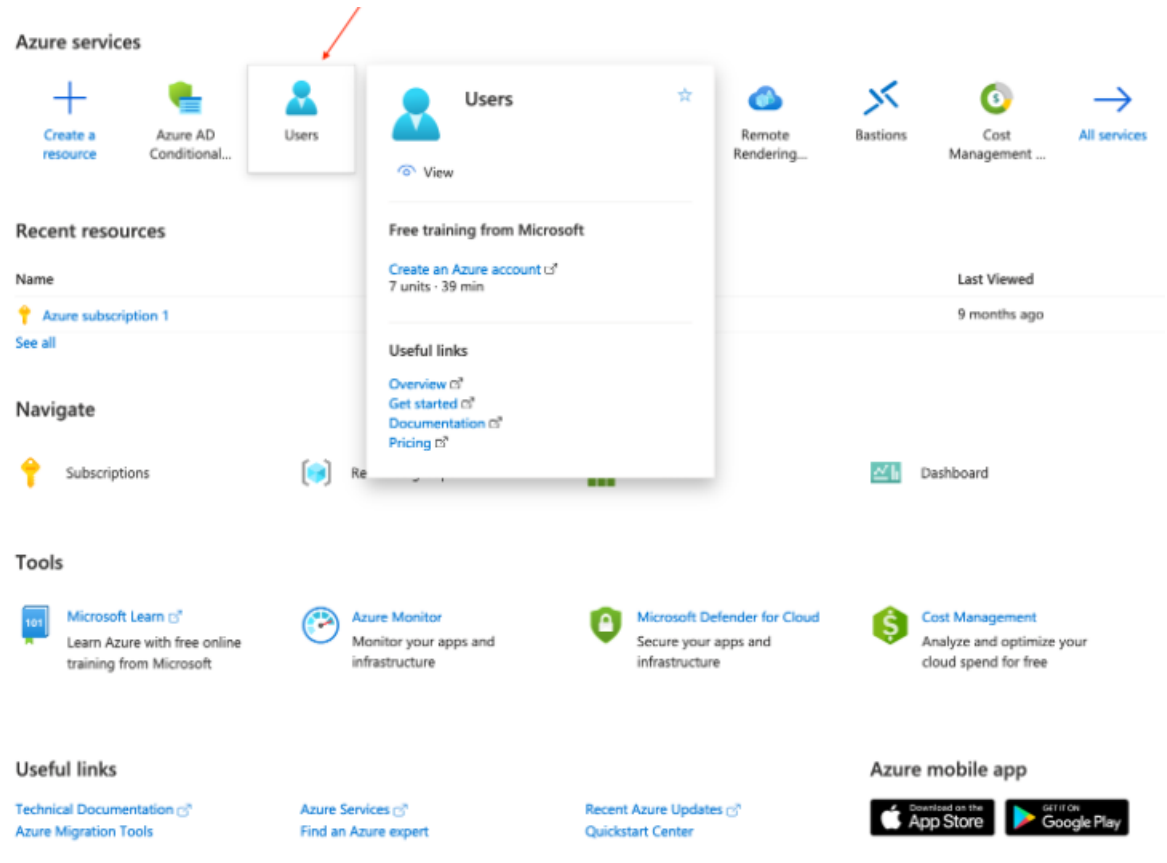 Azure services
Create a
resource
Azure AD
Conditional...
Users
Users
View
Free training from Microsoft
Create an Azure account
7 units · 39 min
Useful links
Overview
Get started
Documentation
Pricing
Remote
Rendering...
Bastions
Cost
Management ...
All services
Recent resources
Name
Last Viewed
Azure subscription 1
9 months ago
See all
Navigate
Subscriptions
Re
Dashboard
Tools
101
Microsoft Learn
Learn Azure with free online
training from Microsoft
Azure Monitor
Monitor your apps and
infrastructure
Microsoft Defender for Cloud
Secure your apps and
infrastructure
Cost Management
Analyze and optimize your
cloud spend for free
Useful links
Technical Documentation
Azure Services
Recent Azure Updates
Azure Migration Tools
Find an Azure expert
Quickstart Center
Azure mobile app
Download on the
App Store
GET IT ON
Google Play